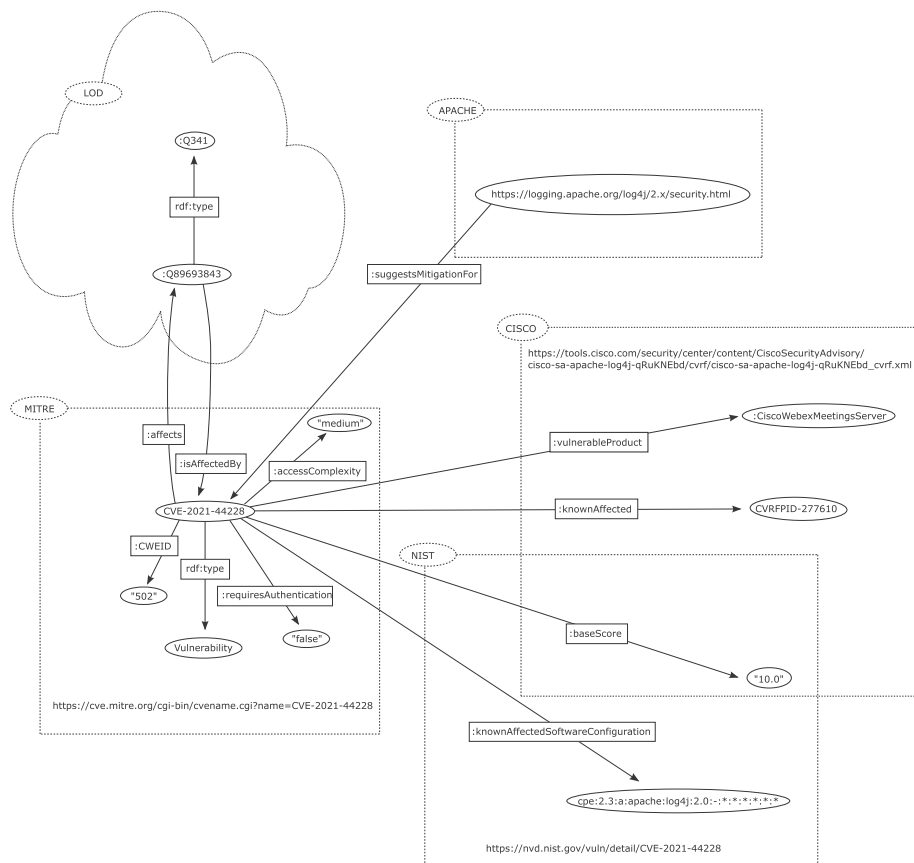 LOD
APACHE
:Q341
https://logging.apache.org/log4j/2.x/security.html
rdf:type
:Q89693843
:suggestsMitigationFor
CISCO
https://tools.cisco.com/security/center/content/CiscoSecurityAdvisory/
cisco-sa-apache-log4j-qRuKNEbd/cvrf/cisco-sa-apache-log4j-qRuKNEbd_cvrf.xml
MITRE
"medium"
:CiscoWebexMeetingsServer
:affects
:vulnerableProduct
:isAffectedBy
:accessComplexity
CVE-2021-44228
:knownAffected
CVRFPID-277610
:CWEID
NIST
rdf:type
"502"
:requiresAuthentication
:baseScore
"false"
Vulnerability
"10.0"
https://cve.mitre.org/cgi-bin/cvename.cgi?name=CVE-2021-44228
:knownAffectedSoftwareConfiguration
cpe:2.3:a:apache:log4j:2.0:-:*:*:*:*:*:*
https://nvd.nist.gov/vuln/detail/CVE-2021-44228